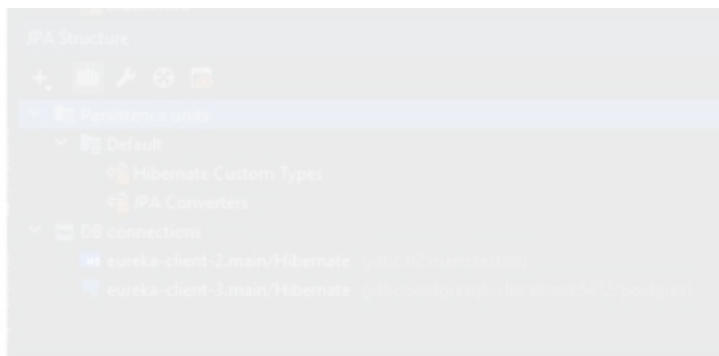 JPA Structure
Persistence units
Default
Hibernate Custom Types
JPA Converters
DB connections
eureka-client-2.main/Hibernate
eureka-client-3.main/Hibernate